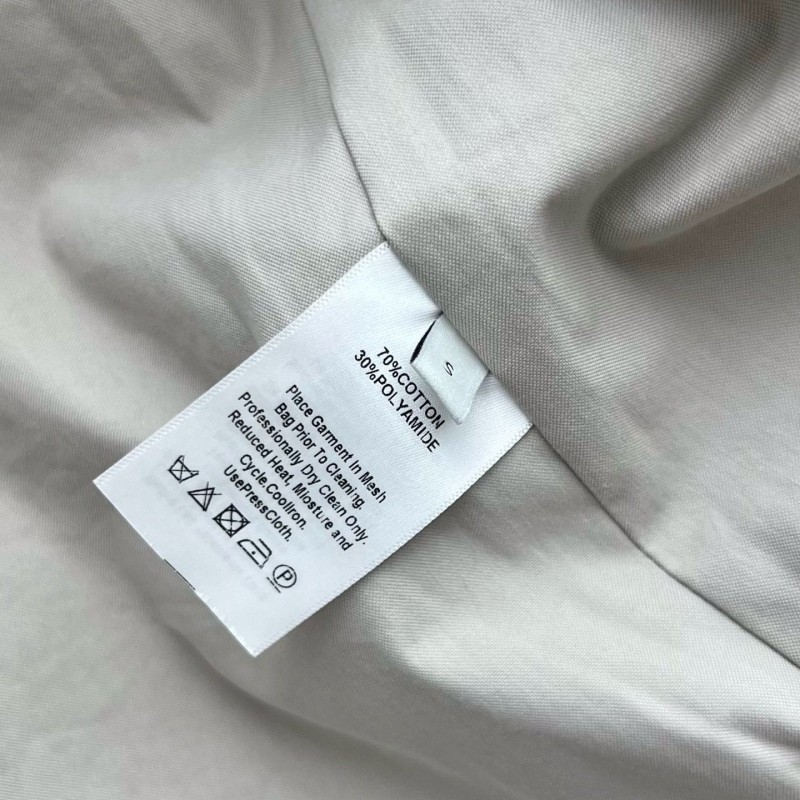 S
70%COTTON
30%POLYAMIDE
Place Garment In Mesh
Bag Prior To Cleaning.
Professionally Dry Clean Only.
Reduced Heat, Miosture and
Cycle.CoolIron.
UsePressCloth.
P